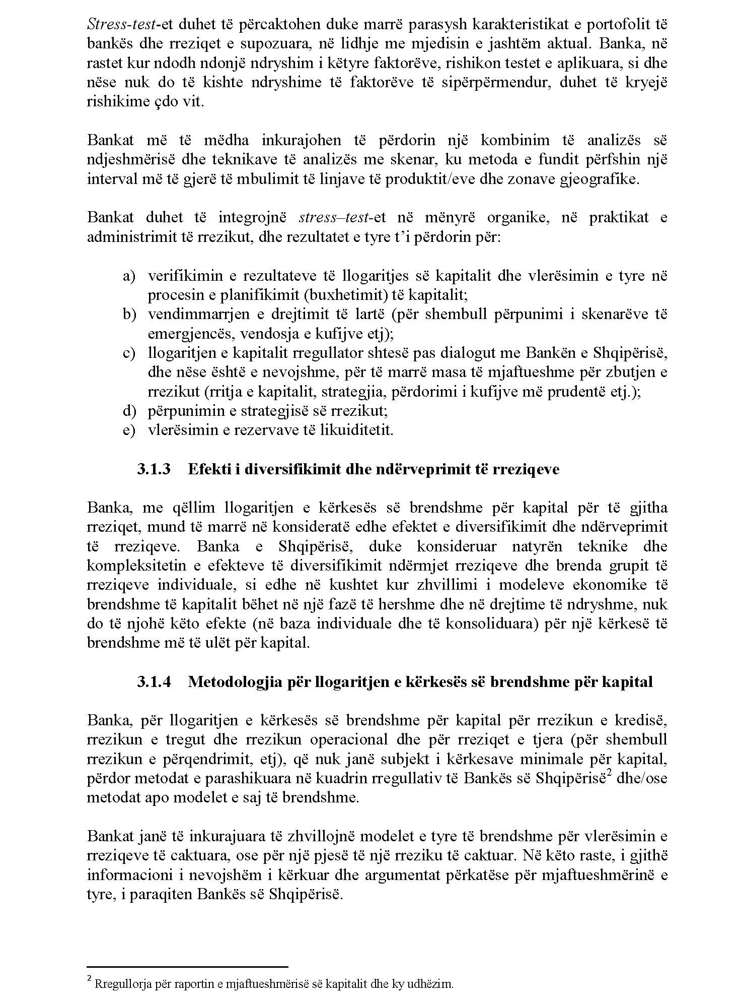 Stress-test-et duhet të përcaktohen duke marrë parasysh karakteristikat e portofolit të
bankës dhe rreziqet e supozuara, në lidhje me mjedisin e jashtëm aktual. Banka, në
rastet kur ndodh ndonjë ndryshim i këtyre faktorëve, rishikon testet e aplikuara, si dhe
nëse nuk do të kishte ndryshime të faktorëve të sipërpërmendur, duhet të kryejë
rishikime çdo vit.
Bankat më të mëdha inkurajohen të përdorin një kombinim të analizës së
ndjeshmërisë dhe teknikave të analizës me skenar, ku metoda e fundit përfshin një
interval më të gjerë të mbulimit të linjave të produktit/eve dhe zonave gjeografike.
Bankat duhet të integrojnë stress–test-et në mënyrë organike, në praktikat e
administrimit të rrezikut, dhe rezultatet e tyre t’i përdorin për:
a) verifikimin e rezultateve të llogaritjes së kapitalit dhe vlerësimin e tyre në
procesin e planifikimit (buxhetimit) të kapitalit;
b) vendimmarrjen e drejtimit të lartë (për shembull përpunimi i skenarëve të
emergjencës, vendosja e kufijve etj);
c) llogaritjen e kapitalit rregullator shtesë pas dialogut me Bankën e Shqipërisë,
dhe nëse është e nevojshme, për të marrë masa të mjaftueshme për zbutjen e
rrezikut (rritja e kapitalit, strategjia, përdorimi i kufijve më prudentë etj.);
d) përpunimin e strategjisë së rrezikut;
e) vlerësimin e rezervave të likuiditetit.
3.1.3 Efekti i diversifikimit dhe ndërveprimit të rreziqeve
Banka, me qëllim llogaritjen e kërkesës së brendshme për kapital për të gjitha
rreziqet, mund të marrë në konsideratë edhe efektet e diversifikimit dhe ndërveprimit
të rreziqeve. Banka e Shqipërisë, duke konsideruar natyrën teknike dhe
kompleksitetin e efekteve të diversifikimit ndërmjet rreziqeve dhe brenda grupit të
rreziqeve individuale, si edhe në kushtet kur zhvillimi i modeleve ekonomike të
brendshme të kapitalit bëhet në një fazë të hershme dhe në drejtime të ndryshme, nuk
do të njohë këto efekte (në baza individuale dhe të konsoliduara) për një kërkesë të
brendshme më të ulët për kapital.
3.1.4 Metodologjia për llogaritjen e kërkesës së brendshme për kapital
Banka, për llogaritjen e kërkesës së brendshme për kapital për rrezikun e kredisë,
rrezikun e tregut dhe rrezikun operacional dhe për rreziqet e tjera (për shembull
rrezikun e përqendrimit, etj), që nuk janë subjekt i kërkesave minimale për kapital,
përdor metodat e parashikuara në kuadrin rregullativ të Bankës së Shqipërisë2 dhe/ose
metodat apo modelet e saj të brendshme.
Bankat janë të inkurajuara të zhvillojnë modelet e tyre të brendshme për vlerësimin e
rreziqeve të caktuara, ose për një pjesë të një rreziku të caktuar. Në këto raste, i gjithë
informacioni i nevojshëm i kërkuar dhe argumentat përkatëse për mjaftueshmërinë e
tyre, i paraqiten Bankës së Shqipërisë.
2 Rregullorja për raportin e mjaftueshmërisë së kapitalit dhe ky udhëzim.